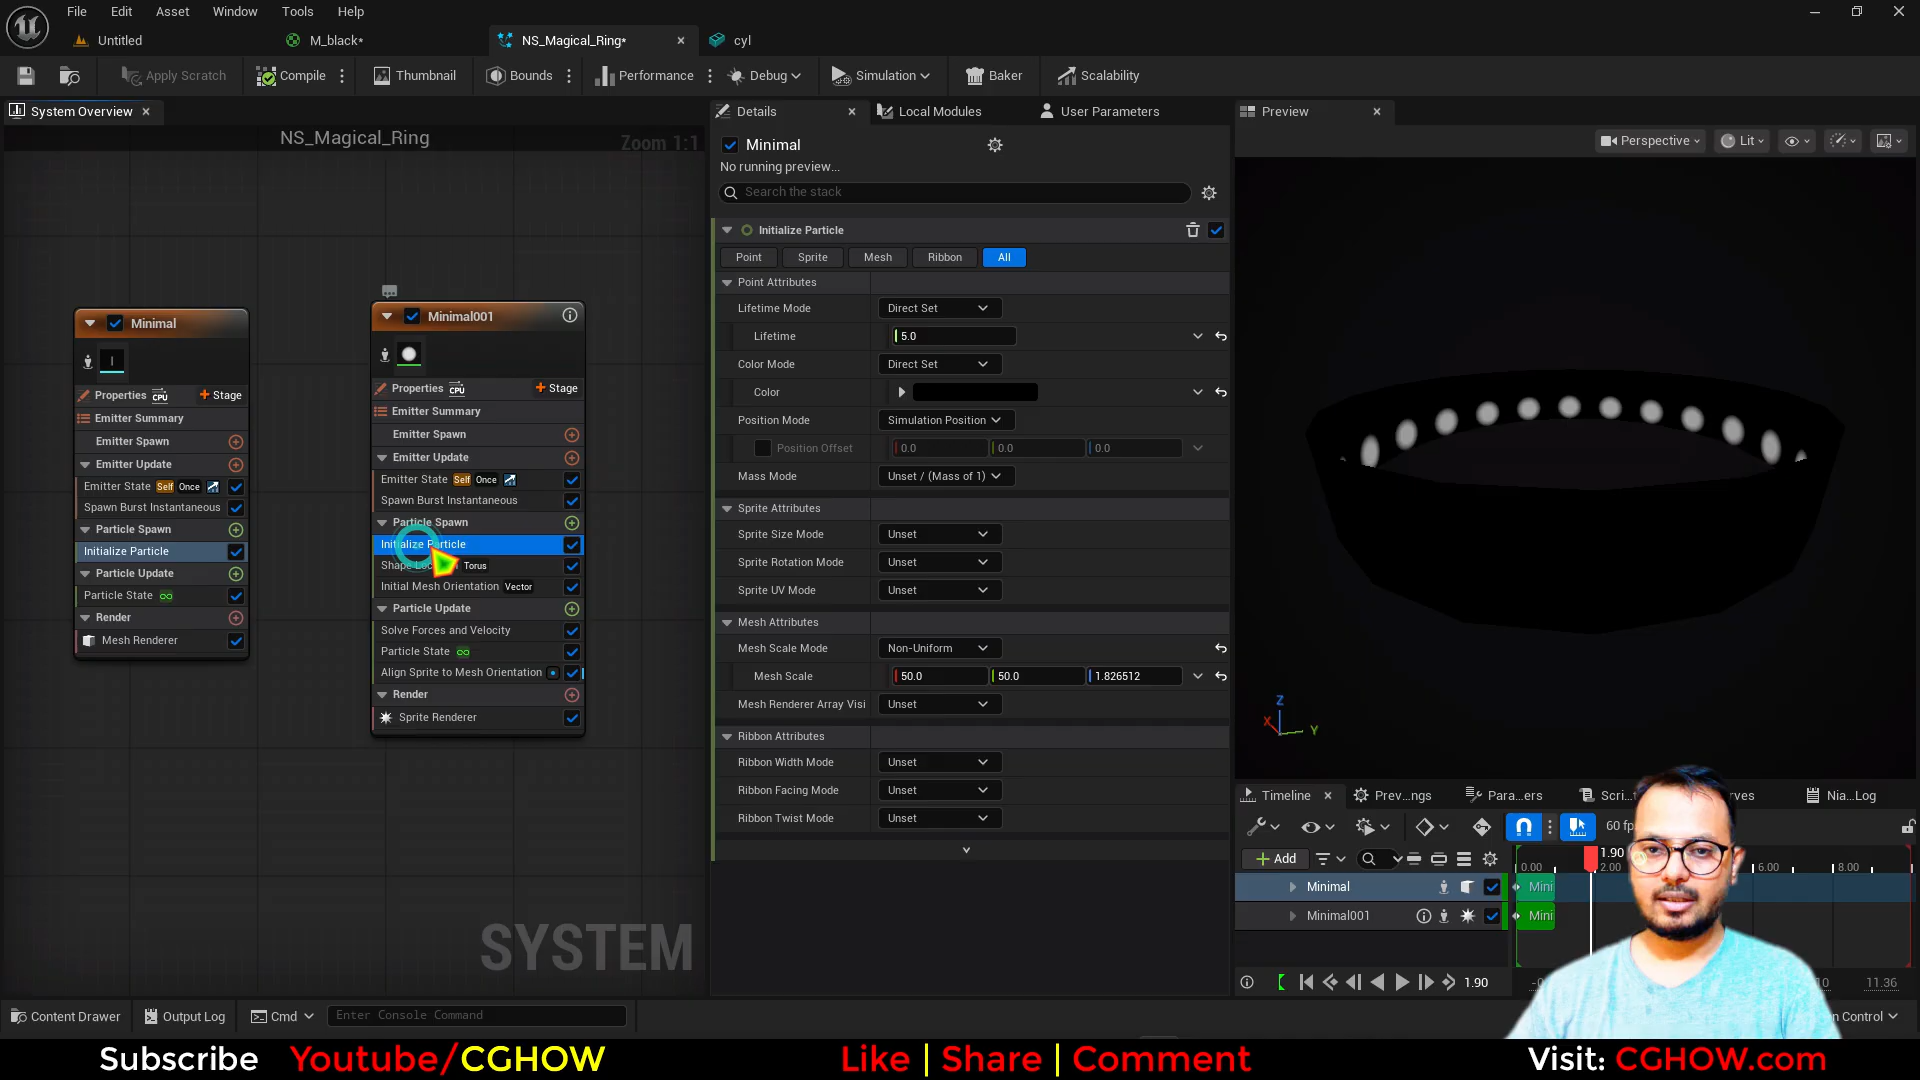 File Edit Asset Window Tools Help
Untitled M_black* NS_Magical_Ring* cyl
Apply Scratch Compile Thumbnail Bounds Performance Debug Simulation Baker Scalability
System Overview Details Local Modules User Parameters Preview
NS_Magical_Ring Zoom 1:1
Minimal
No running preview...
Search the stack
Perspective Lit
Initialize Particle
Point Sprite Mesh Ribbon All
Point Attributes
Lifetime Mode Direct Set
Lifetime 5.0
Color Mode Direct Set
Color
Position Mode Simulation Position
Position Offset 0.0 0.0 0.0
Mass Mode Unset / (Mass of 1)
Sprite Attributes
Sprite Size Mode Unset
Sprite Rotation Mode Unset
Sprite UV Mode Unset
Mesh Attributes
Mesh Scale Mode Non-Uniform
Mesh Scale 50.0 50.0 1.826512
Mesh Renderer Array Visi Unset
Ribbon Attributes
Ribbon Width Mode Unset
Ribbon Facing Mode Unset
Ribbon Twist Mode Unset
Minimal
Properties CPU Stage
Emitter Summary
Emitter Spawn
Emitter Update
Emitter State Self Once
Spawn Burst Instantaneous
Particle Spawn
Initialize Particle
Particle Update
Particle State
Render
Mesh Renderer
Minimal001
Properties CPU Stage
Emitter Summary
Emitter Spawn
Emitter Update
Emitter State Self Once
Spawn Burst Instantaneous
Particle Spawn
Initialize Particle
Shape Torus
Initial Mesh Orientation Vector
Particle Update
Solve Forces and Velocity
Particle State
Align Sprite to Mesh Orientation
Render
Sprite Renderer
SYSTEM
Z
X Y
Timeline Prev...ngs Para...ers Scri... rves Nia...Log
60 fp
Add 0.00 1.90 2.00 6.00 8.00
Minimal Mini
Minimal001 Mini
1.90 11.36
Content Drawer Output Log Cmd Enter Console Command n Control
Subscribe Youtube/CGHOW Like | Share | Comment Visit: CGHOW.com